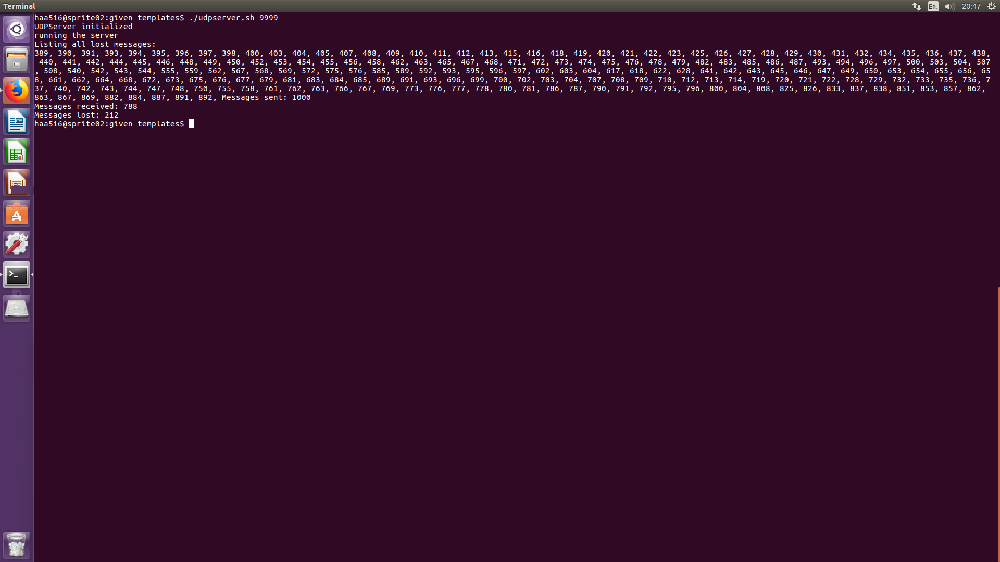 Terminal
En1
20:47
haa516@sprite02:given templates$ ./udpserver.sh 9999
UDPServer initialized
running the server
Listing all lost messages:
389, 390, 391, 393, 394, 395, 396, 397, 398, 400, 403, 404, 405, 407, 408, 409, 410, 411, 412, 413, 415, 416, 418, 419, 420, 421, 422, 423, 425, 426, 427, 428, 429, 430, 431, 432, 434, 435, 436, 437, 438,
440, 441, 442, 444, 445, 446, 448, 449, 450, 452, 453, 454, 455, 456, 458, 462, 463, 465, 467, 468, 471, 472, 473, 474, 475, 476, 478, 479, 482, 483, 485, 486, 487, 493, 494, 496, 497, 500, 503, 504, 507
, 508, 540, 542, 543, 544, 555, 559, 562, 567, 568, 569, 572, 575, 576, 585, 589, 592, 593, 595, 596, 597, 602, 603, 604, 617, 618, 622, 628, 641, 642, 643, 645, 646, 647, 649, 650, 653, 654, 655, 656, 65
8, 661, 662, 664, 668, 672, 673, 675, 676, 677, 679, 681, 683, 684, 685, 689, 691, 693, 696, 699, 700, 702, 703, 704, 707, 708, 709, 710, 712, 713, 714, 719, 720, 721, 722, 728, 729, 732, 733, 735, 736, 7
37, 740, 742, 743, 744, 747, 748, 750, 755, 758, 761, 762, 763, 766, 767, 769, 773, 776, 777, 778, 780, 781, 786, 787, 790, 791, 792, 795, 796, 800, 804, 808, 825, 826, 833, 837, 838, 851, 853, 857, 862,
863, 867, 869, 882, 884, 887, 891, 892, Messages sent: 1000
Messages received: 788
Messages lost: 212
haa516@sprite02:given templates$